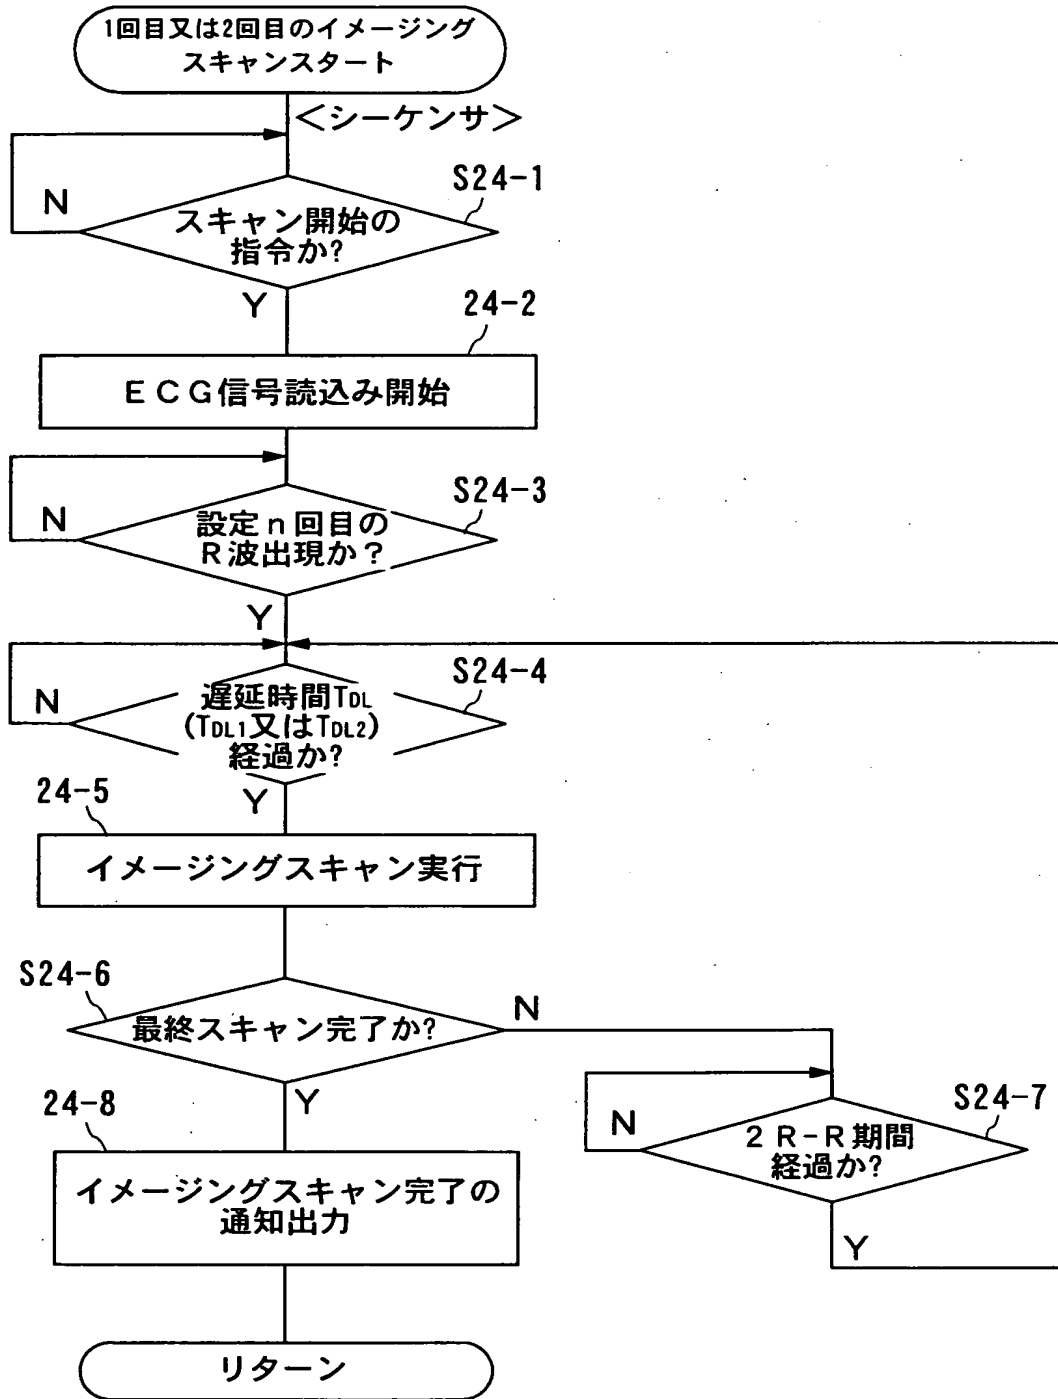 1回目又は2回目のイメージング
スキャンスタート
＜シーケンサ＞
N
S24-1
スキャン開始の
指令か?
Y
24-2
ＥＣＧ信号読込み開始
N
S24-3
設定ｎ回目の
Ｒ波出現か？
Y
N
S24-4
遅延時間TDL
(TDL1又はTDL2)
経過か?
24-5
Y
イメージングスキャン実行
S24-6
最終スキャン完了か?
N
Y
N
S24-7
２Ｒ-Ｒ期間
経過か?
Y
24-8
イメージングスキャン完了の
通知出力
リターン